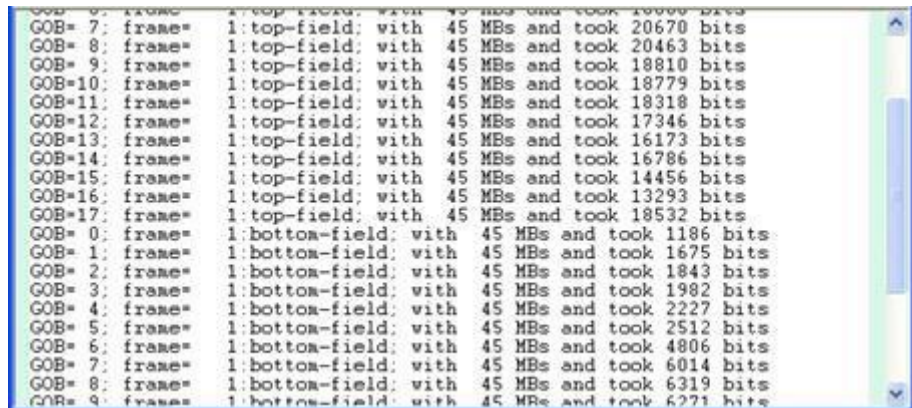 GOB= 7; frame= 1:top-field; with 45 MBs and took 20670 bits
GOB= 8; frame= 1:top-field; with 45 MBs and took 20463 bits
GOB= 9; frame= 1:top-field; with 45 MBs and took 18810 bits
GOB=10; frame= 1:top-field; with 45 MBs and took 18779 bits
GOB=11; frame= 1:top-field; with 45 MBs and took 18318 bits
GOB=12; frame= 1:top-field; with 45 MBs and took 17346 bits
GOB=13; frame= 1:top-field; with 45 MBs and took 16173 bits
GOB=14; frame= 1:top-field; with 45 MBs and took 16786 bits
GOB=15; frame= 1:top-field; with 45 MBs and took 14456 bits
GOB=16; frame= 1:top-field; with 45 MBs and took 13293 bits
GOB=17; frame= 1:top-field; with 45 MBs and took 18532 bits
GOB= 0; frame= 1:bottom-field; with 45 MBs and took 1186 bits
GOB= 1; frame= 1:bottom-field; with 45 MBs and took 1675 bits
GOB= 2; frame= 1:bottom-field; with 45 MBs and took 1843 bits
GOB= 3; frame= 1:bottom-field; with 45 MBs and took 1982 bits
GOB= 4; frame= 1:bottom-field; with 45 MBs and took 2227 bits
GOB= 5; frame= 1:bottom-field; with 45 MBs and took 2512 bits
GOB= 6; frame= 1:bottom-field; with 45 MBs and took 4806 bits
GOB= 7; frame= 1:bottom-field; with 45 MBs and took 6014 bits
GOB= 8; frame= 1:bottom-field; with 45 MBs and took 6319 bits
GOB= 9; frame= 1:bottom-field; with 45 MBs and took 6271 bits